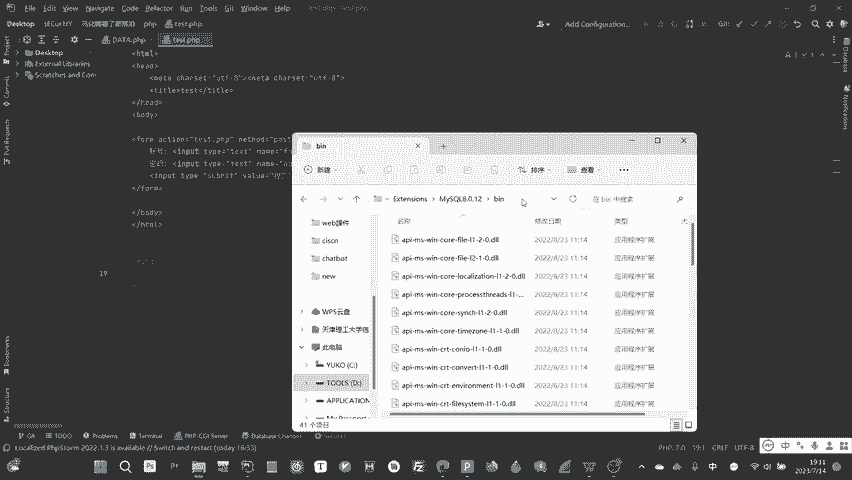 File Edit View Navigate Code Refactor Run Tools Git Window Help
Desktop php test.php Add Configuration... Git:
DATA.php test.php
Desktop
External Libraries
Scratches and Con
<html>
<head>
<meta charset="utf-8"><meta charset="utf-8">
<title>test</title>
</head>
<body>
<form action="test.php" method="post
<input type="text" name=
<input type="text" name=
<input type="submit" value=
</form>
</body>
</html>
19
Project
Commit
Pull Requests
Bookmarks
Structure
Database
Notifications
bin
新建
排序
查看
Extensions > MySQL8.0.12 > bin
在 bin 中搜索
名称 修改日期 类型 大
web課件
ciscn
chatbot
new
WPS云盘
天津理工大学信
此电脑
YUKO (C:)
TOOLS (D:)
APPLICATION
My Passport
api-ms-win-core-file-l1-2-0.dll 2022/8/23 11:14 应用程序扩展
api-ms-win-core-file-l2-1-0.dll 2022/8/23 11:14 应用程序扩展
api-ms-win-core-localization-l1-2-0.dll 2022/8/23 11:14 应用程序扩展
api-ms-win-core-processthreads-l1-... 2022/8/23 11:14 应用程序扩展
api-ms-win-core-synch-l1-2-0.dll 2022/8/23 11:14 应用程序扩展
api-ms-win-core-timezone-l1-1-0.dll 2022/8/23 11:14 应用程序扩展
api-ms-win-crt-conio-l1-1-0.dll 2022/8/23 11:14 应用程序扩展
api-ms-win-crt-convert-l1-1-0.dll 2022/8/23 11:14 应用程序扩展
api-ms-win-crt-environment-l1-1-0.dll 2022/8/23 11:14 应用程序扩展
api-ms-win-crt-filesystem-l1-1-0.dll 2022/8/23 11:14 应用程序扩展
41 个项目
Git TODO Problems Terminal PHP-CGI Server Database Changes Services
Localized PhpStorm 2022.1.3 is available // Switch and restart (today 16:33) PHP: 7.0 19:1 CRLF UTF-8
中
19:11
2023/7/14